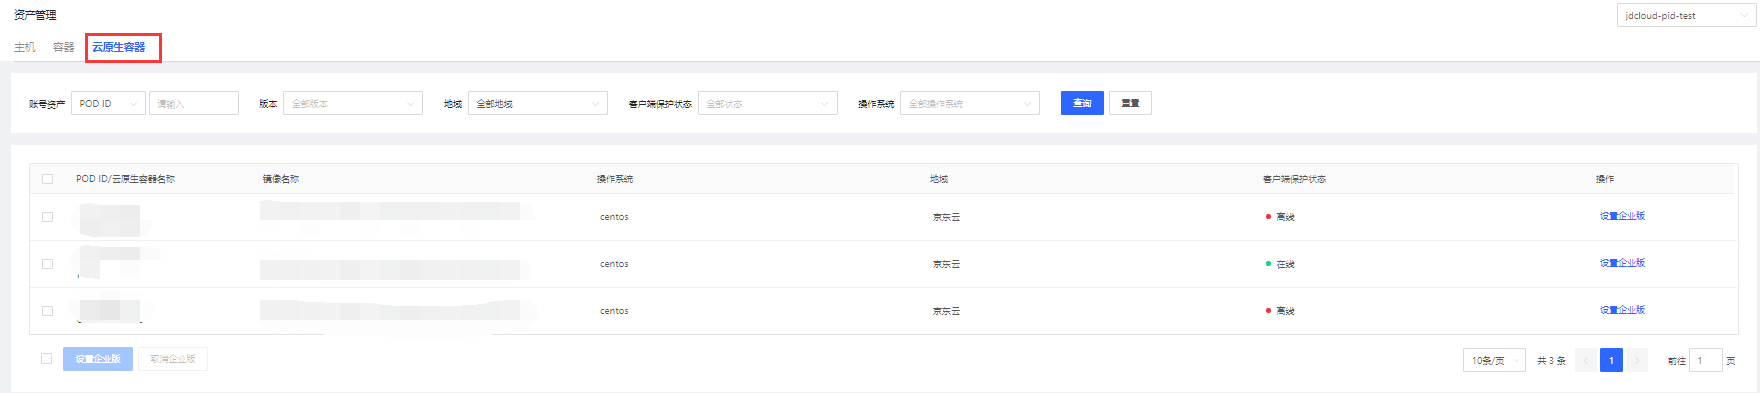 资产管理
jdcloud-pid-test
主机 容器 云原生容器
账号资产 POD ID 请输入 版本 全部版本 地域 全部地域 客户端保护状态 全部状态 操作系统 全部操作系统 查询 重置
POD ID/云原生容器名称 镜像名称 操作系统 地域 客户端保护状态 操作
centos 京东云 离线 设置企业版
centos 京东云 在线 设置企业版
centos 京东云 离线 设置企业版
设置企业版 取消企业版 10条/页 共 3 条 1 前往 1 页